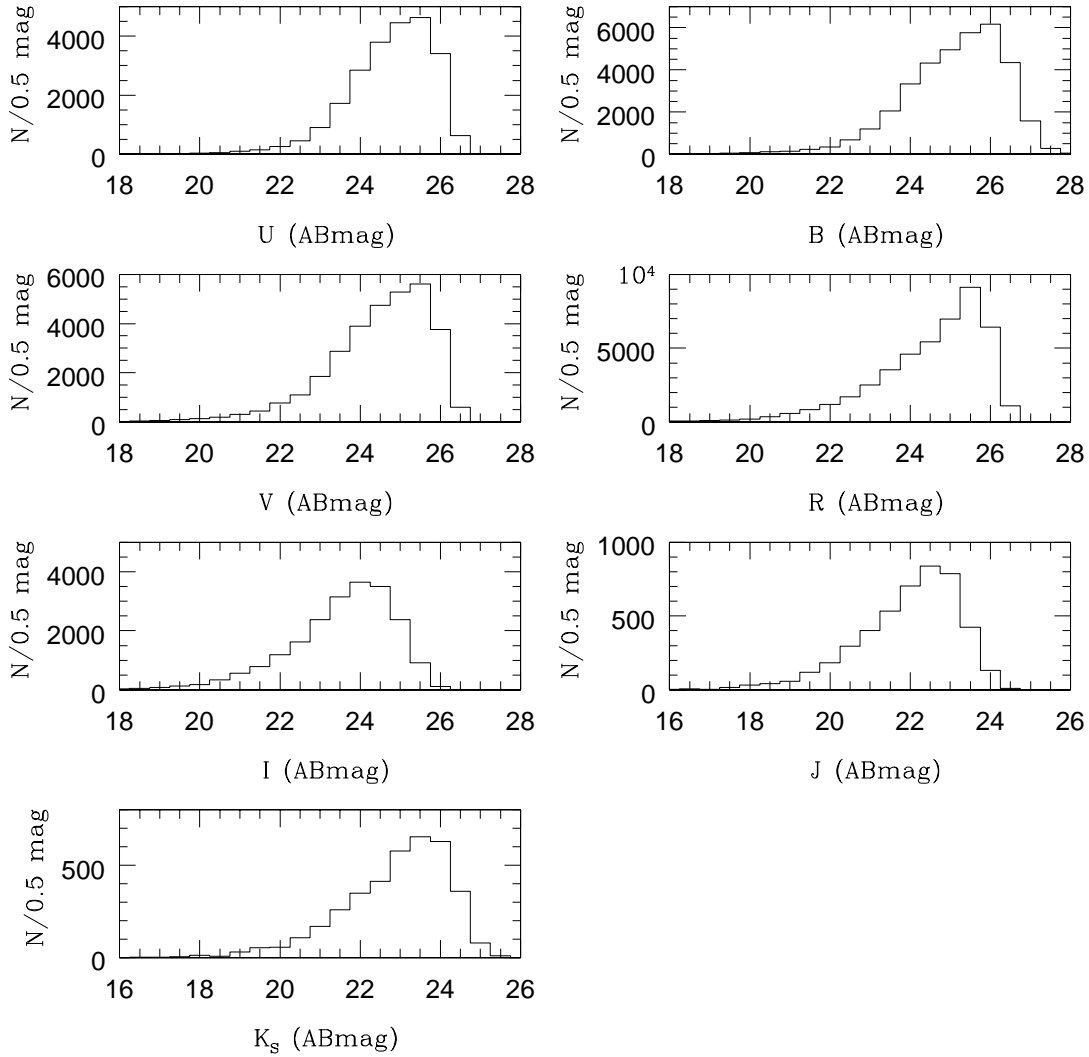 N/0.5 mag
4000
2000
0
18 20 22 24 26 28
U (ABmag)
N/0.5 mag
6000
4000
2000
0
18 20 22 24 26 28
B (ABmag)
N/0.5 mag
6000
4000
2000
0
18 20 22 24 26 28
V (ABmag)
N/0.5 mag
10⁴
5000
0
18 20 22 24 26 28
R (ABmag)
N/0.5 mag
4000
2000
0
18 20 22 24 26 28
I (ABmag)
N/0.5 mag
1000
500
0
16 18 20 22 24 26
J (ABmag)
N/0.5 mag
500
0
16 18 20 22 24 26
Kₛ (ABmag)